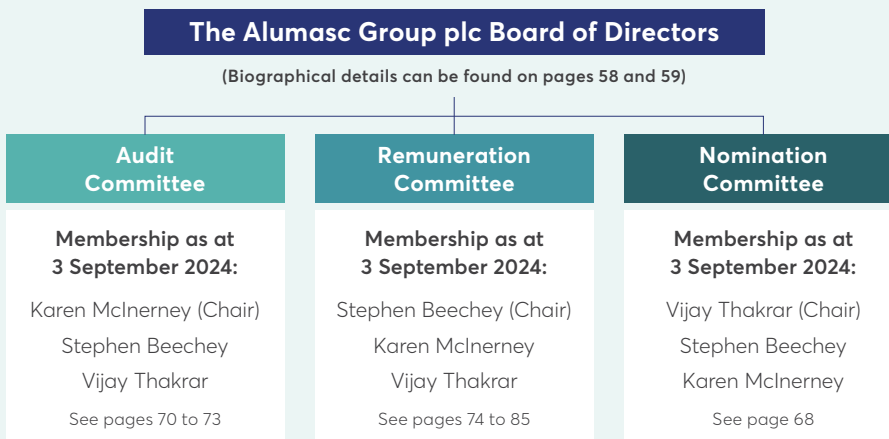 The Alumasc Group plc Board of Directors
(Biographical details can be found on pages 58 and 59)
Audit
Committee
Membership as at
3 September 2024:
Karen McInerney (Chair)
Stephen Beechey
Vijay Thakrar
See pages 70 to 73
Remuneration
Committee
Membership as at
3 September 2024:
Stephen Beechey (Chair)
Karen McInerney
Vijay Thakrar
See pages 74 to 85
Nomination
Committee
Membership as at
3 September 2024:
Vijay Thakrar (Chair)
Stephen Beechey
Karen McInerney
See page 68